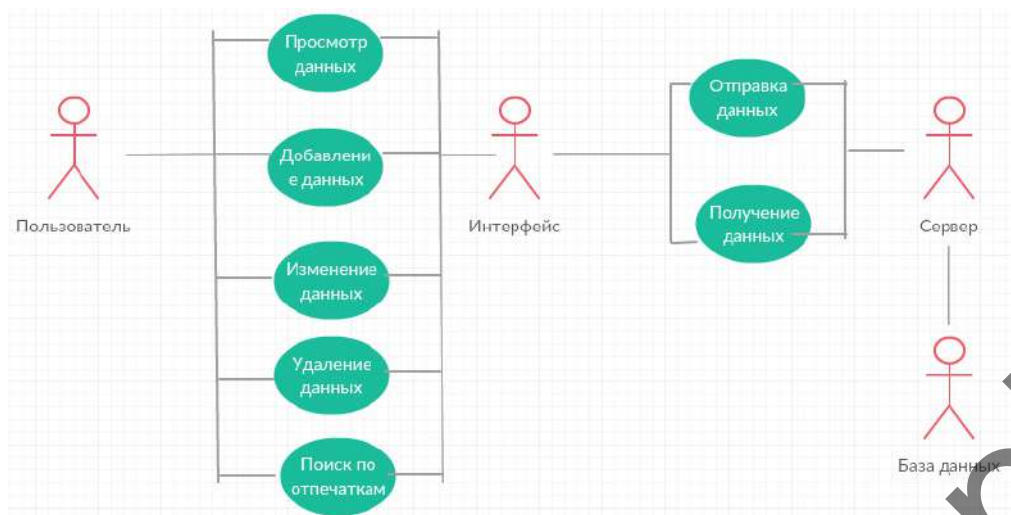 Просмотр
данных
Добавлени
е данных
Изменение
данных
Удаление
данных
Поиск по
отпечаткам
Отправка
данных
Получение
данных
Пользователь
Интерфейс
Сервер
База данных